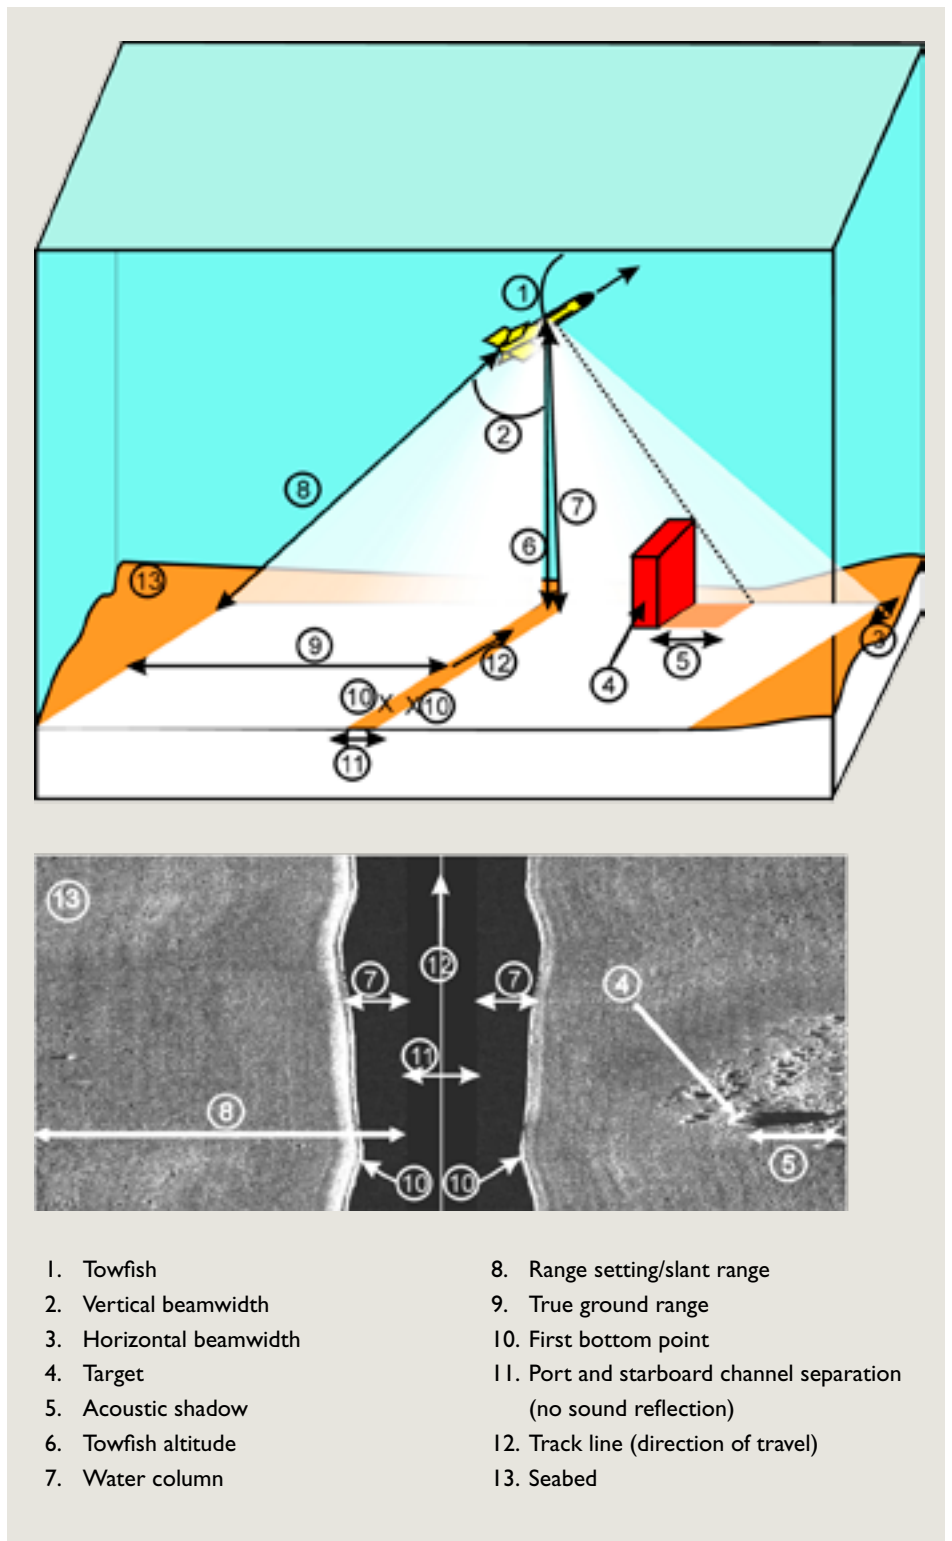 1
2
8
7
6
13
9
12
3
5
4
10 X X 10
11
13
12
7
7
4
11
8
5
10
10
1. Towfish
2. Vertical beamwidth
3. Horizontal beamwidth
4. Target
5. Acoustic shadow
6. Towfish altitude
7. Water column
8. Range setting/slant range
9. True ground range
10. First bottom point
11. Port and starboard channel separation
(no sound reflection)
12. Track line (direction of travel)
13. Seabed